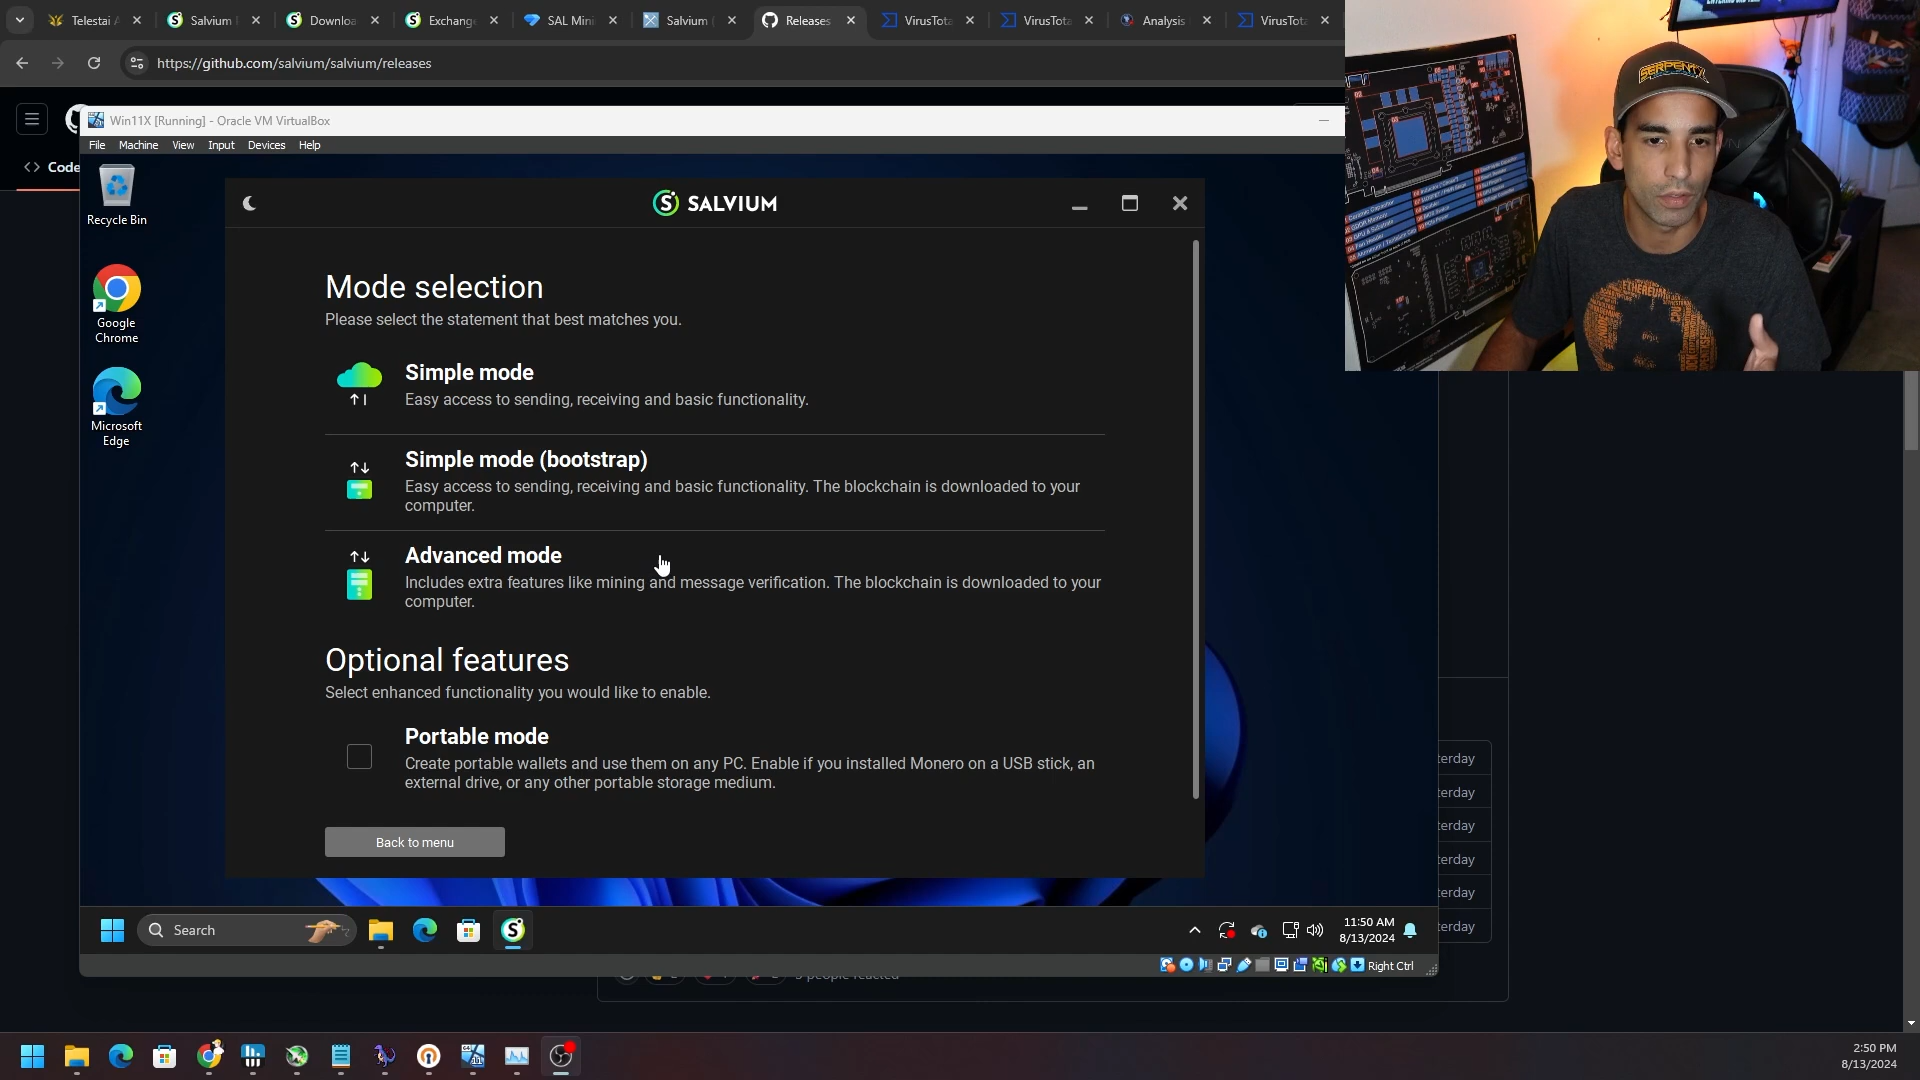 Telestai
Salvium
Downloa
Exchange
SAL Mini
Salvium (
Releases
VirusTota
VirusTota
Analysis
VirusTota
https://github.com/salvium/salvium/releases
Code
Win11X [Running] - Oracle VM VirtualBox
File Machine View Input Devices Help
Recycle Bin
Google
Chrome
Microsoft
Edge
SALVIUM
Mode selection
Please select the statement that best matches you.
Simple mode
Easy access to sending, receiving and basic functionality.
Simple mode (bootstrap)
Easy access to sending, receiving and basic functionality. The blockchain is downloaded to your
computer.
Advanced mode
Includes extra features like mining and message verification. The blockchain is downloaded to your
computer.
Optional features
Select enhanced functionality you would like to enable.
Portable mode
Create portable wallets and use them on any PC. Enable if you installed Monero on a USB stick, an
external drive, or any other portable storage medium.
Back to menu
terday
terday
terday
terday
terday
terday
Search
11:50 AM
8/13/2024
Right Ctrl
2:50 PM
8/13/2024
SERPENTX
ETHEREUM